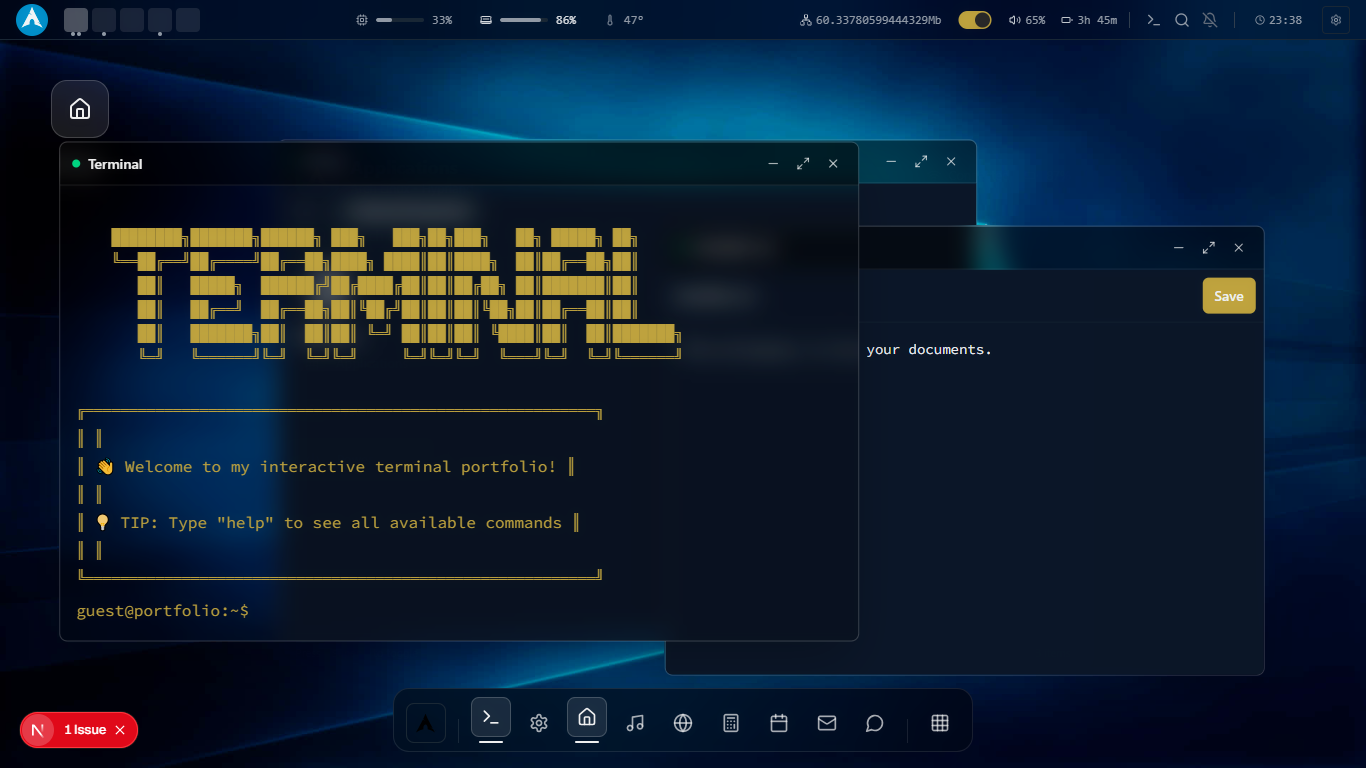 33%
86%
47°
60.33780599444329Mb
65%
3h 45m
23:38
Terminal
TERMINAL
👋 Welcome to my interactive terminal portfolio!
💡 TIP: Type "help" to see all available commands
guest@portfolio:~$
Save
your documents.
N
1 Issue